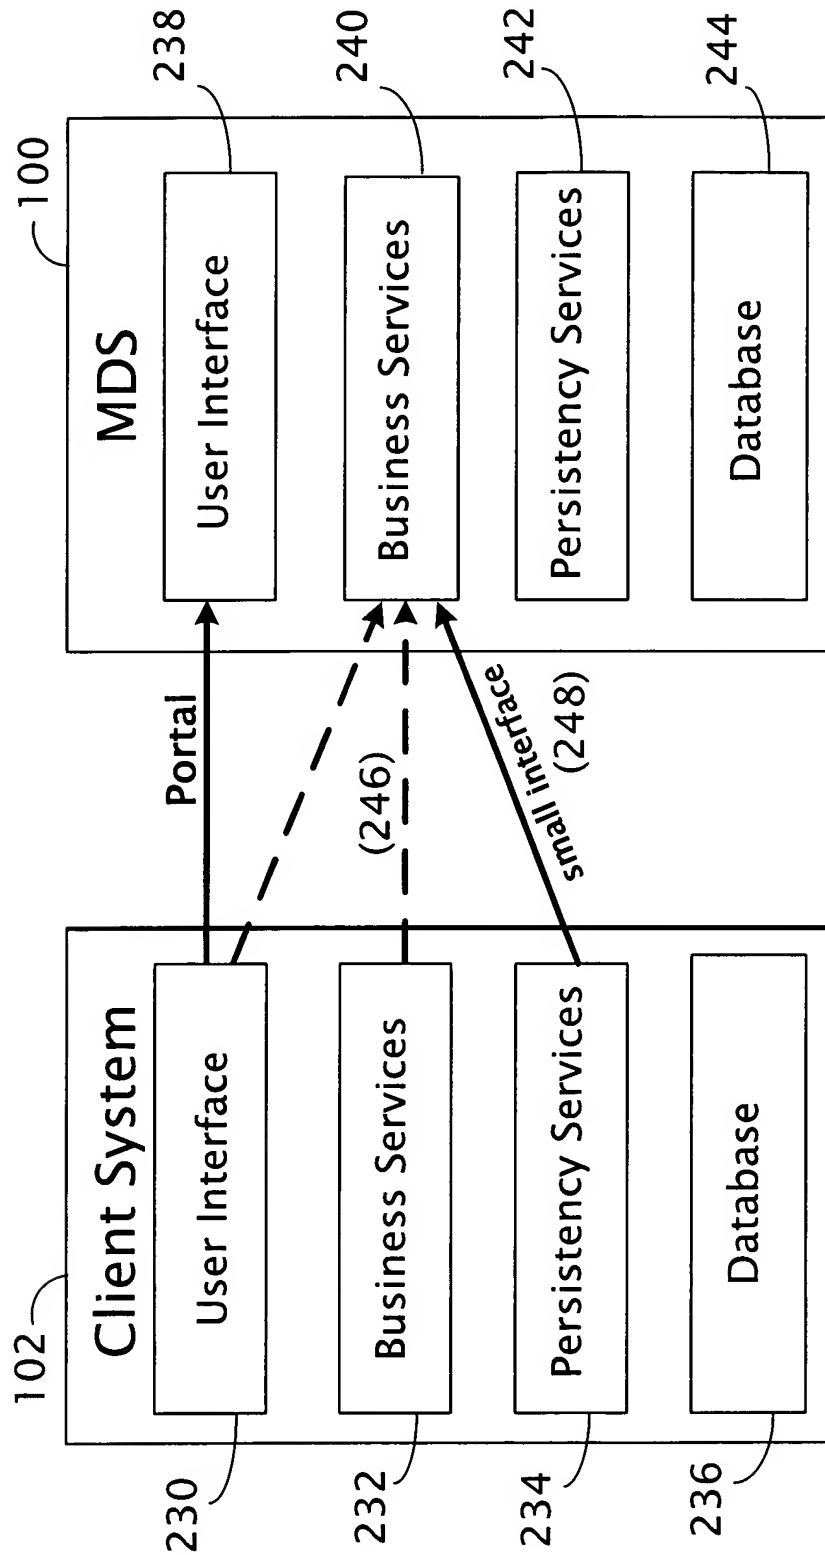 102
Client System
230
User Interface
232
Business Services
234
Persistency Services
236
Database
Portal
(246)
small interface
(248)
100
MDS
User Interface
238
Business Services
240
Persistency Services
242
Database
244